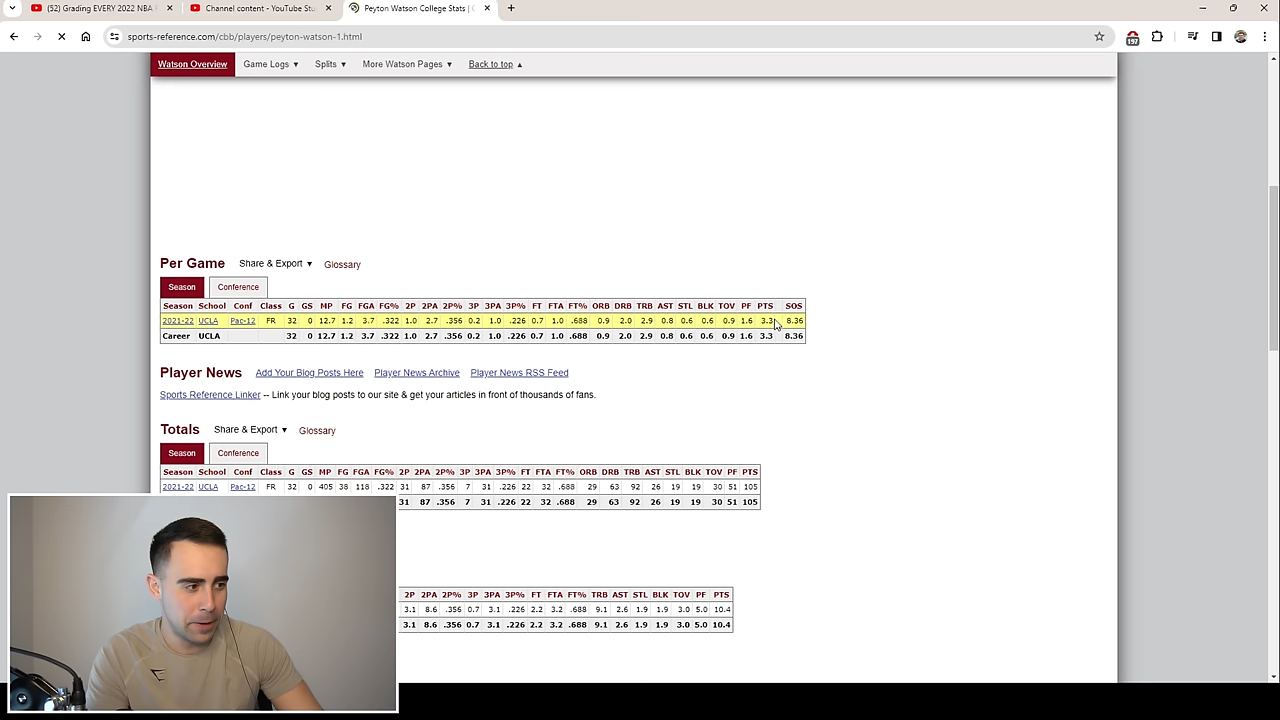 (52) Grading EVERY 2022 NBA F
Channel content - YouTube Stu
Peyton Watson College Stats | C
sports-reference.com/cbb/players/peyton-watson-1.html
197
Watson Overview Game Logs ▼ Splits ▼ More Watson Pages ▼ Back to top ▲
Per Game Share & Export ▼ Glossary
Season Conference
Season School Conf Class G GS MP FG FGA FG% 2P 2PA 2P% 3P 3PA 3P% FT FTA FT% ORB DRB TRB AST STL BLK TOV PF PTS SOS
2021-22 UCLA Pac-12 FR 32 0 12.7 1.2 3.7 .322 1.0 2.7 .356 0.2 1.0 .226 0.7 1.0 .688 0.9 2.0 2.9 0.8 0.6 0.6 0.9 1.6 3.3 8.36
Career UCLA 32 0 12.7 1.2 3.7 .322 1.0 2.7 .356 0.2 1.0 .226 0.7 1.0 .688 0.9 2.0 2.9 0.8 0.6 0.6 0.9 1.6 3.3 8.36
Player News Add Your Blog Posts Here Player News Archive Player News RSS Feed
Sports Reference Linker -- Link your blog posts to our site & get your articles in front of thousands of fans.
Totals Share & Export ▼ Glossary
Season Conference
Season School Conf Class G GS MP FG FGA FG% 2P 2PA 2P% 3P 3PA 3P% FT FTA FT% ORB DRB TRB AST STL BLK TOV PF PTS
2021-22 UCLA Pac-12 FR 32 0 405 38 118 .322 31 87 .356 7 31 .226 22 32 .688 29 63 92 26 19 19 30 51 105
31 87 .356 7 31 .226 22 32 .688 29 63 92 26 19 19 30 51 105
2P 2PA 2P% 3P 3PA 3P% FT FTA FT% TRB AST STL BLK TOV PF PTS
3.1 8.6 .356 0.7 3.1 .226 2.2 3.2 .688 9.1 2.6 1.9 1.9 3.0 5.0 10.4
3.1 8.6 .356 0.7 3.1 .226 2.2 3.2 .688 9.1 2.6 1.9 1.9 3.0 5.0 10.4